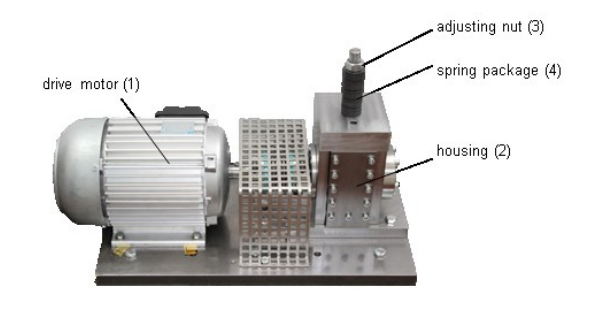 adjusting nut (3)
spring package (4)
drive motor (1)
housing (2)